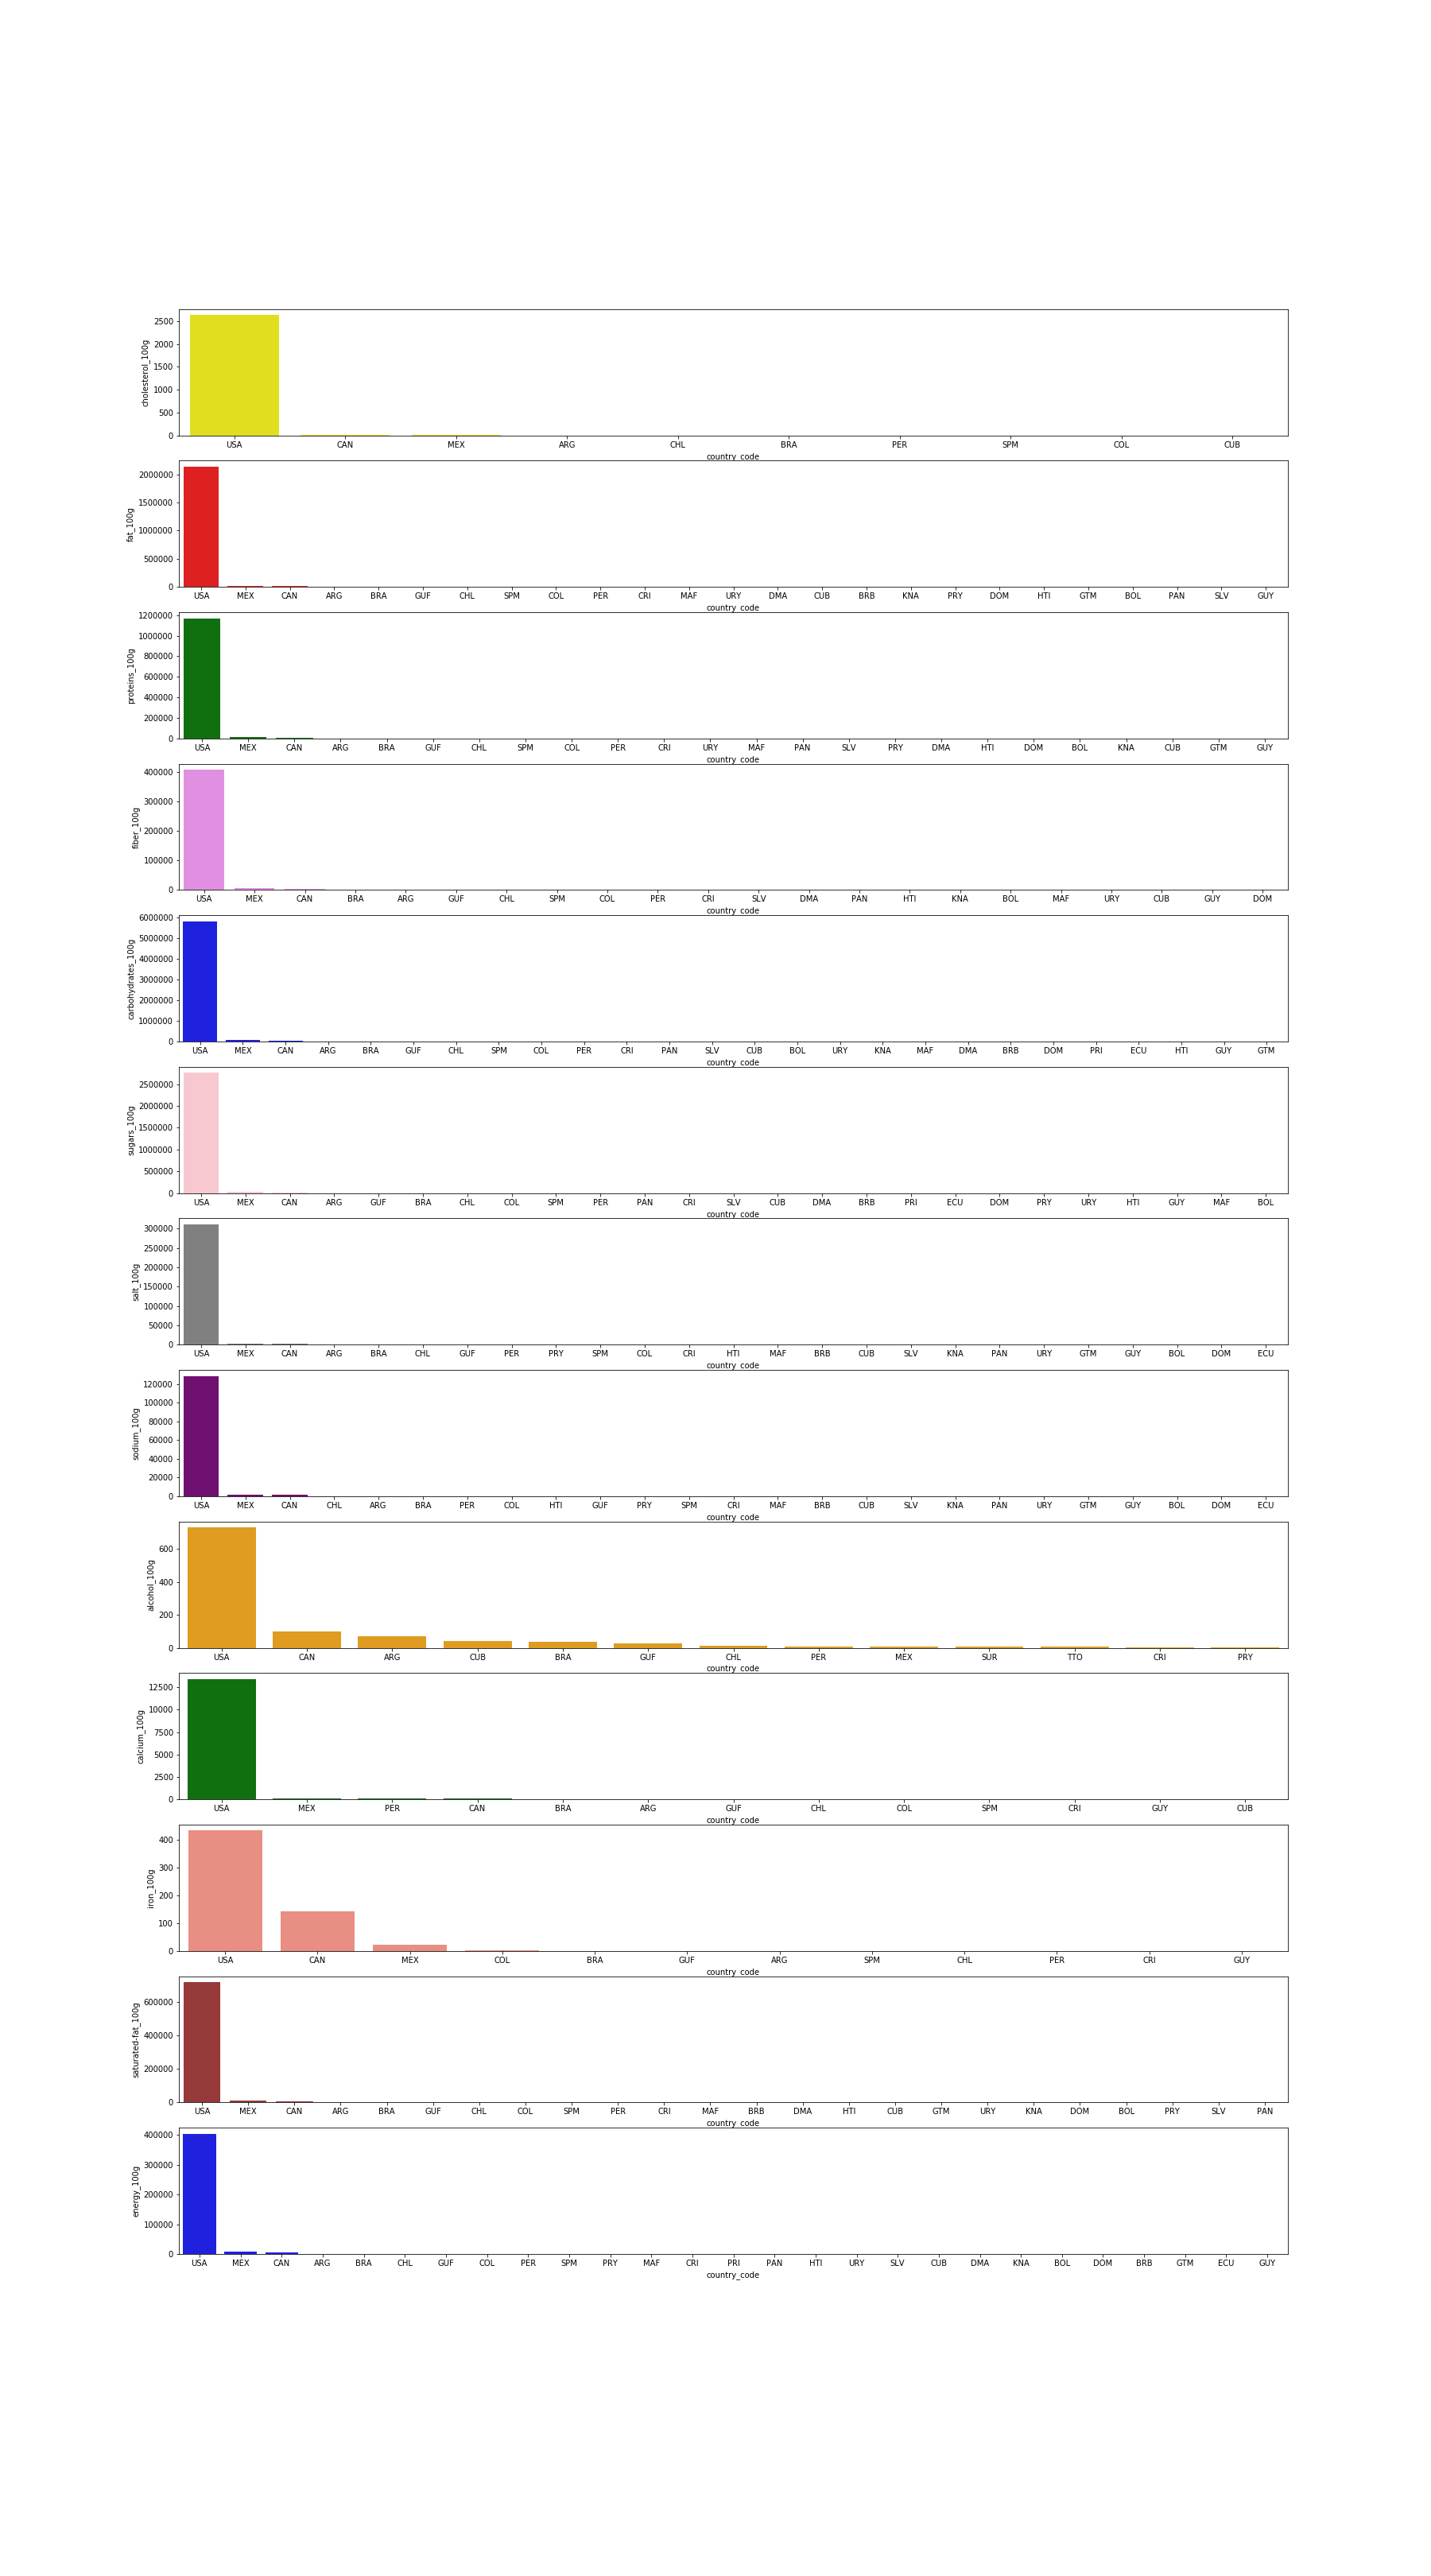 cholesterol_100g
2500
2000
1500
1000
500
0
USA CAN MEX ARG CHL BRA PER SPM COL CUB
country_code
fat_100g
2000000
1500000
1000000
500000
0
USA MEX CAN ARG BRA GUF CHL SPM COL PER CRI MAF URY DMA CUB BRB KNA PRY DOM HTI GTM BOL PAN SLV GUY
country_code
proteins_100g
1200000
1000000
800000
600000
400000
200000
0
USA MEX CAN ARG BRA GUF CHL SPM COL PER CRI URY MAF PAN SLV PRY DMA HTI DOM BOL KNA CUB GTM GUY
country_code
fiber_100g
400000
300000
200000
100000
0
USA MEX CAN BRA ARG GUF CHL SPM COL PER CRI SLV DMA PAN HTI KNA BOL MAF URY CUB GUY DOM
country_code
carbohydrates_100g
6000000
5000000
4000000
3000000
2000000
1000000
0
USA MEX CAN ARG BRA GUF CHL SPM COL PER CRI PAN SLV CUB BOL URY KNA MAF DMA BRB DOM PRI ECU HTI GUY GTM
country_code
sugars_100g
2500000
2000000
1500000
1000000
500000
0
USA MEX CAN ARG GUF BRA CHL COL SPM PER PAN CRI SLV CUB DMA BRB PRI ECU DOM PRY URY HTI GUY MAF BOL
country_code
salt_100g
300000
250000
200000
150000
100000
50000
0
USA MEX CAN ARG BRA CHL GUF PER PRY SPM COL CRI HTI MAF BRB CUB SLV KNA PAN URY GTM GUY BOL DOM ECU
country_code
sodium_100g
120000
100000
80000
60000
40000
20000
0
USA MEX CAN CHL ARG BRA PER COL HTI GUF PRY SPM CRI MAF BRB CUB SLV KNA PAN URY GTM GUY BOL DOM ECU
country_code
alcohol_100g
600
400
200
0
USA CAN ARG CUB BRA GUF CHL PER MEX SUR TTO CRI PRY
country_code
calcium_100g
12500
10000
7500
5000
2500
0
USA MEX PER CAN BRA ARG GUF CHL COL SPM CRI GUY CUB
country_code
iron_100g
400
300
200
100
0
USA CAN MEX COL BRA GUF ARG SPM CHL PER CRI GUY
country_code
saturated-fat_100g
600000
400000
200000
0
USA MEX CAN ARG BRA GUF CHL COL SPM PER CRI MAF BRB DMA HTI CUB GTM URY KNA DOM BOL PRY SLV PAN
country_code
energy_100g
400000
300000
200000
100000
0
USA MEX CAN ARG BRA CHL GUF COL PER SPM PRY MAF CRI PRI PAN HTI URY SLV CUB DMA KNA BOL DOM BRB GTM ECU GUY
country_code